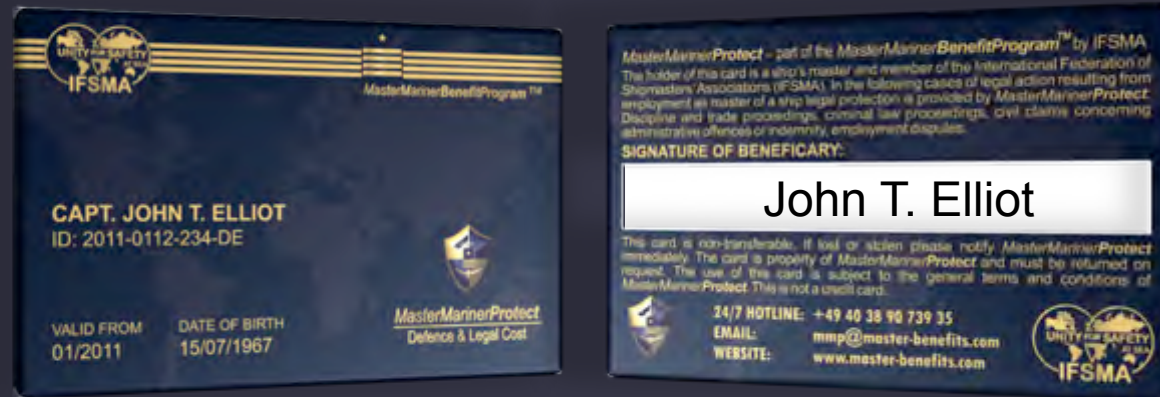 UNITY FOR SAFETY
AT SEA
IFSMA
MasterMarinerBenefitProgram TM
CAPT. JOHN T. ELLIOT
ID: 2011-0112-234-DE
VALID FROM
01/2011
DATE OF BIRTH
15/07/1967
MasterMarinerProtect
Defence & Legal Cost
MasterMarinerProtect – part of the MasterMarinerBenefitProgram™ by IFSMA
The holder of this card is a ship's master and member of the International Federation of
Shipmasters' Associations (IFSMA). In the following cases of legal action resulting from
employment as master of a ship legal protection is provided by MasterMarinerProtect:
Discipline and trade proceedings, criminal law proceedings, civil claims concerning
administrative offences or indemnity, employment disputes.
SIGNATURE OF BENEFICARY:
John T. Elliot
This card is non-transferable. If lost or stolen please notify MasterMarinerProtect
immediately. The card is property of MasterMarinerProtect and must be returned on
request. The use of this card is subject to the general terms and conditions of
MasterMarinerProtect. This is not a credit card.
24/7 HOTLINE: +49 40 38 90 739 35
EMAIL: mmp@master-benefits.com
WEBSITE: www.master-benefits.com
UNITY FOR SAFETY
AT SEA
IFSMA